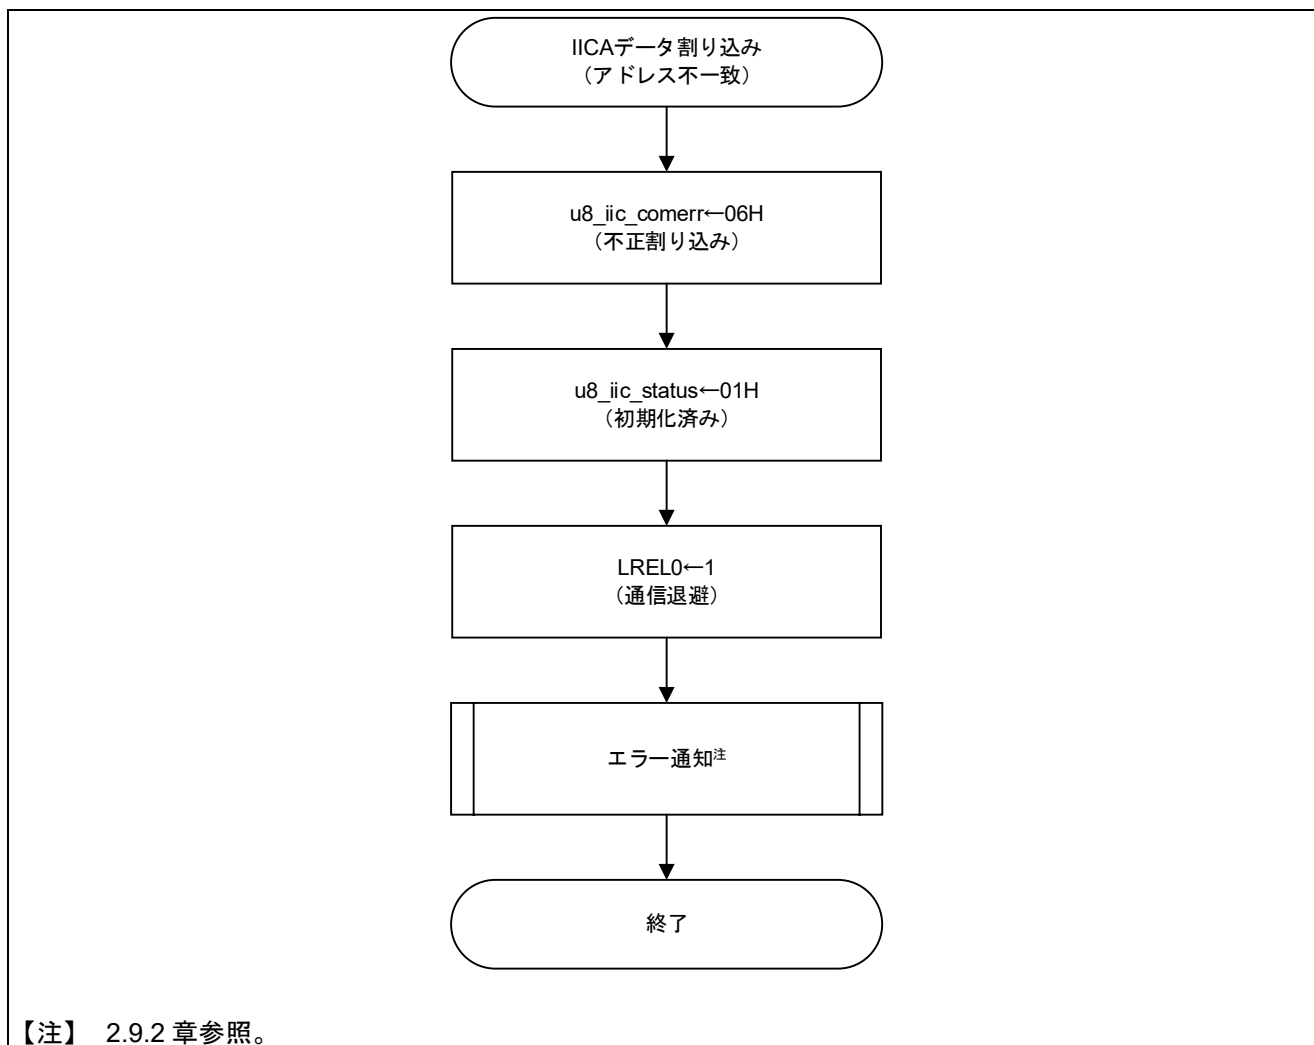 IICAデータ割り込み
（アドレス不一致）
u8_iic_comerr←06H
（不正割り込み）
u8_iic_status←01H
（初期化済み）
LREL0←1
（通信退避）
エラー通知注
終了
【注】 2.9.2 章参照。